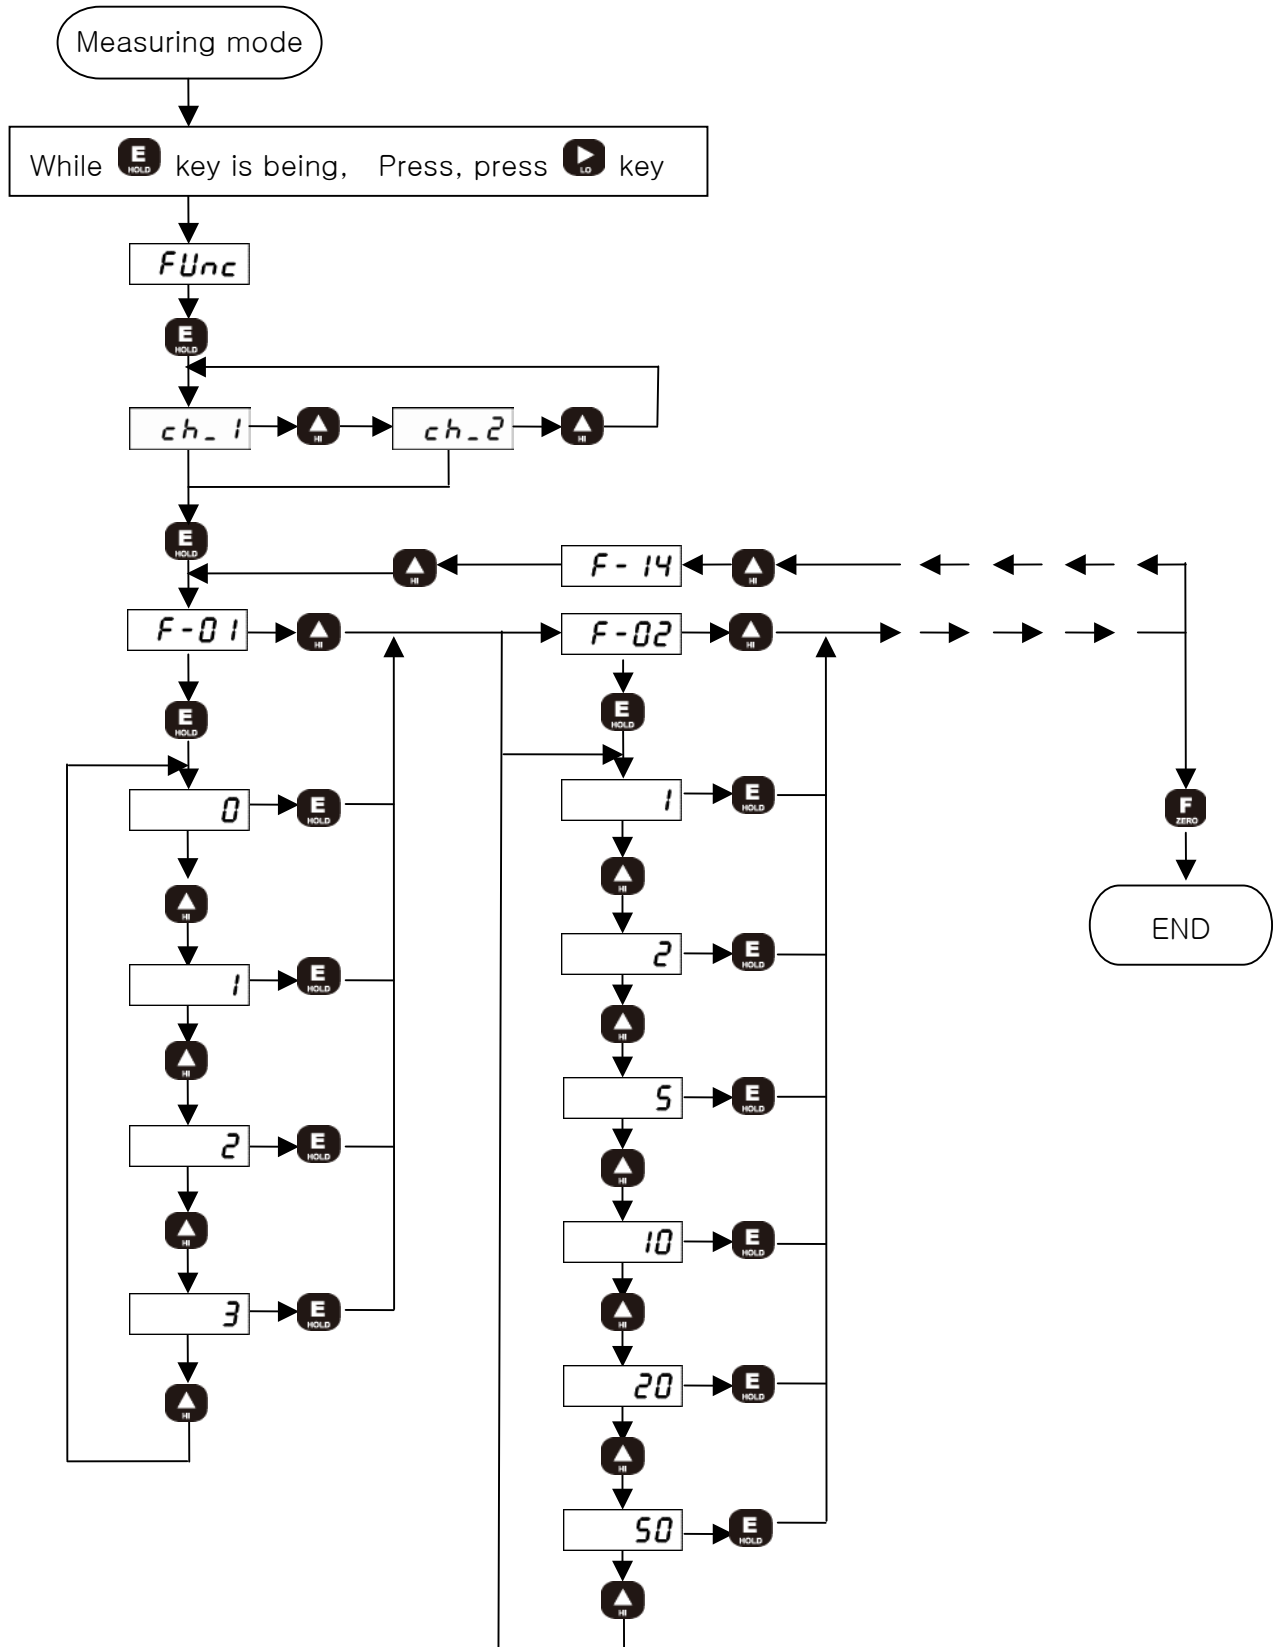 Measuring mode
While E HOLD key is being, Press, press LO key
FUnc
E
HOLD
ch_1 HI ch_2 HI
E
HOLD
HI F-14 HI
F-01 HI F-02 HI
E
HOLD
E
HOLD
0 E HOLD
1 E HOLD
F
ZERO
HI
HI
END
1 E HOLD
2 E HOLD
HI
HI
2 E HOLD
5 E HOLD
HI
HI
3 E HOLD
10 E HOLD
HI
HI
20 E HOLD
HI
50 E HOLD
HI